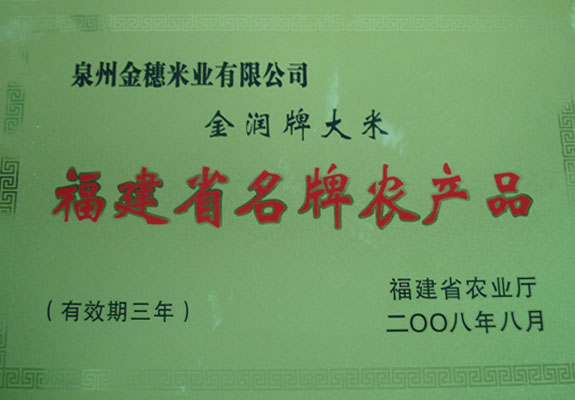 泉州金穗米业有限公司
金润牌大米
福建省名牌农产品
（有效期三年）
福建省农业厅
二〇〇八年八月